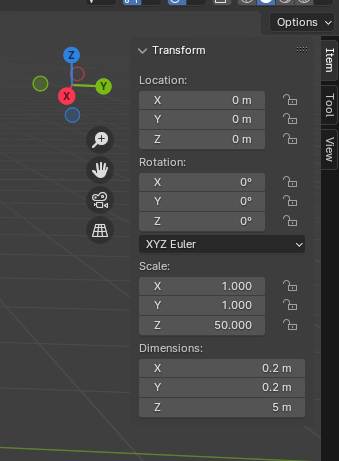 Options
Transform
Item
Tool
View
Z
Y
X
Location:
X 0 m
Y 0 m
Z 0 m
Rotation:
X 0°
Y 0°
Z 0°
XYZ Euler
Scale:
X 1.000
Y 1.000
Z 50.000
Dimensions:
X 0.2 m
Y 0.2 m
Z 5 m